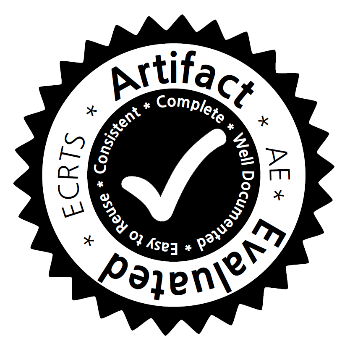 Artifact
* AE *
Evaluated
* ECRTS *
Consistent * Complete * Well Documented * Easy to Reuse *